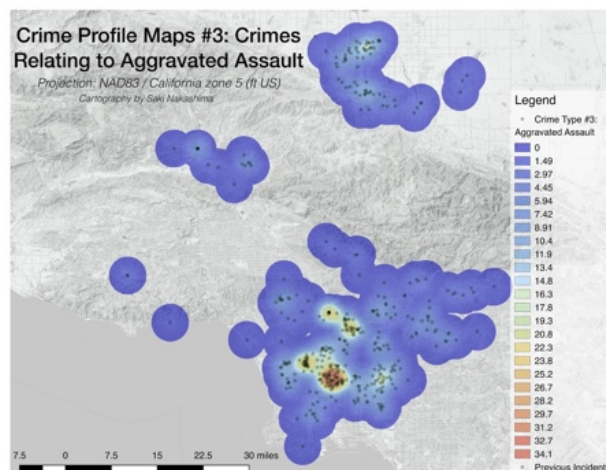 Crime Profile Maps #3: Crimes
Relating to Aggravated Assault
Projection: NAD83 / California zone 5 (ft US)
Cartography by Saki Nakashima
Legend
Crime Type #3:
Aggravated Assault
0
1.49
2.97
4.45
5.94
7.42
8.91
10.4
11.9
13.4
14.8
16.3
17.8
19.3
20.8
22.3
23.8
25.2
26.7
28.2
29.7
31.2
32.7
34.1
Previous Incident
7.5 0 7.5 15 22.5 30 miles